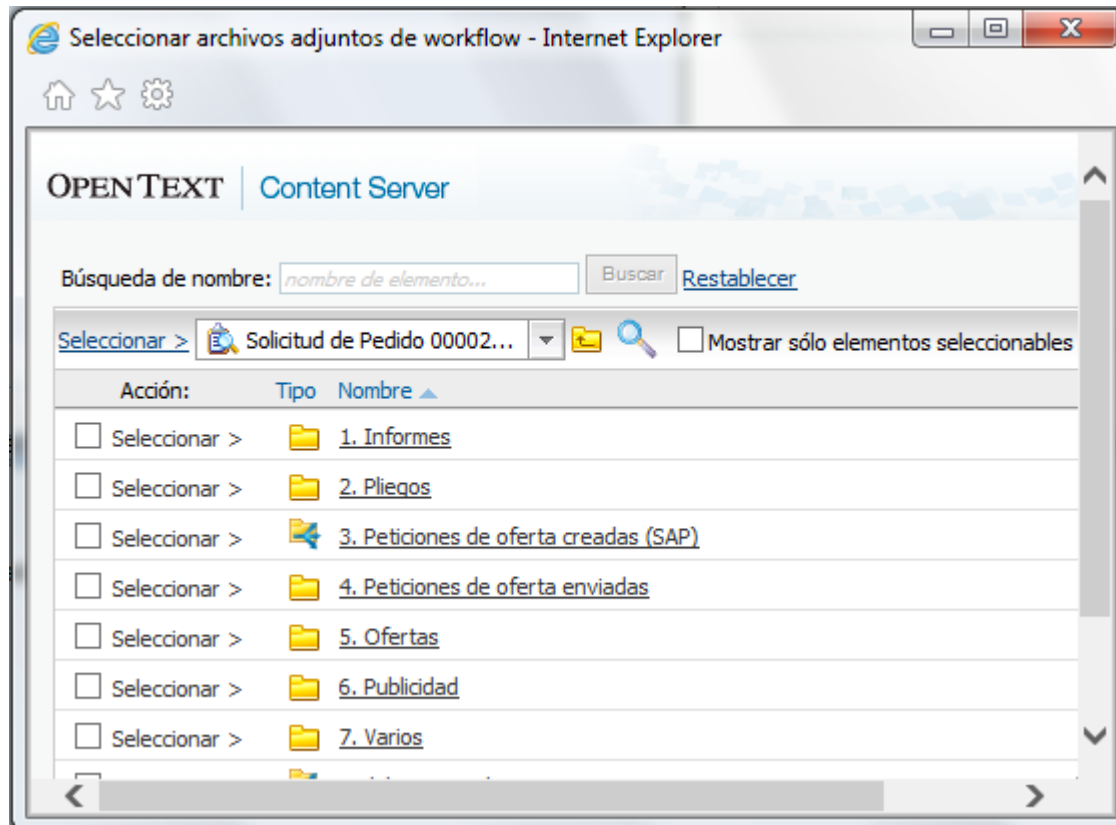 Seleccionar archivos adjuntos de workflow - Internet Explorer
OPENTEXT | Content Server
Búsqueda de nombre: nombre de elemento... Buscar Restablecer
Seleccionar > Solicitud de Pedido 00002... Mostrar sólo elementos seleccionables
Acción: Tipo Nombre
Seleccionar > 1. Informes
Seleccionar > 2. Pliegos
Seleccionar > 3. Peticiones de oferta creadas (SAP)
Seleccionar > 4. Peticiones de oferta enviadas
Seleccionar > 5. Ofertas
Seleccionar > 6. Publicidad
Seleccionar > 7. Varios